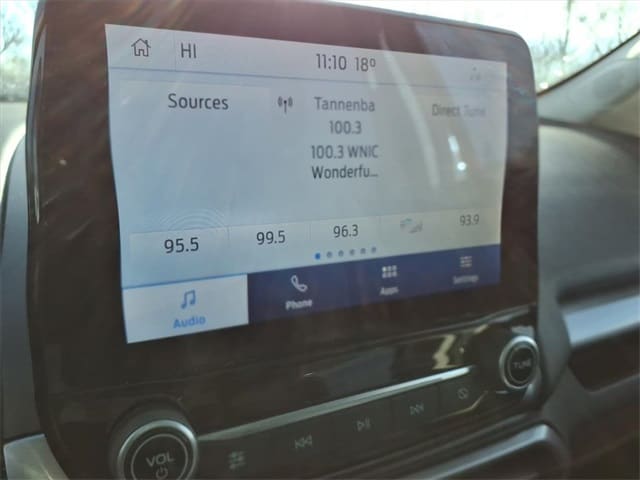 HI 11:10 18°
Sources Tannenba Direct Tune
100.3
100.3 WNIC
Wonderfu...
95.5 99.5 96.3 93.9
Audio Phone Apps Settings
VOL TUNE